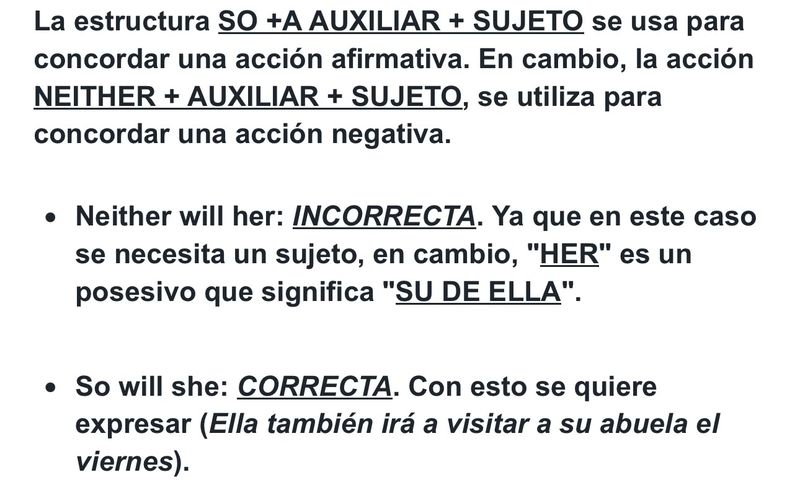 La estructura SO +A AUXILIAR + SUJETO se usa para
concordar una acción afirmativa. En cambio, la acción
NEITHER + AUXILIAR + SUJETO, se utiliza para
concordar una acción negativa.
• Neither will her: INCORRECTA. Ya que en este caso
se necesita un sujeto, en cambio, "HER" es un
posesivo que significa "SU DE ELLA".
• So will she: CORRECTA. Con esto se quiere
expresar (Ella también irá a visitar a su abuela el
viernes).